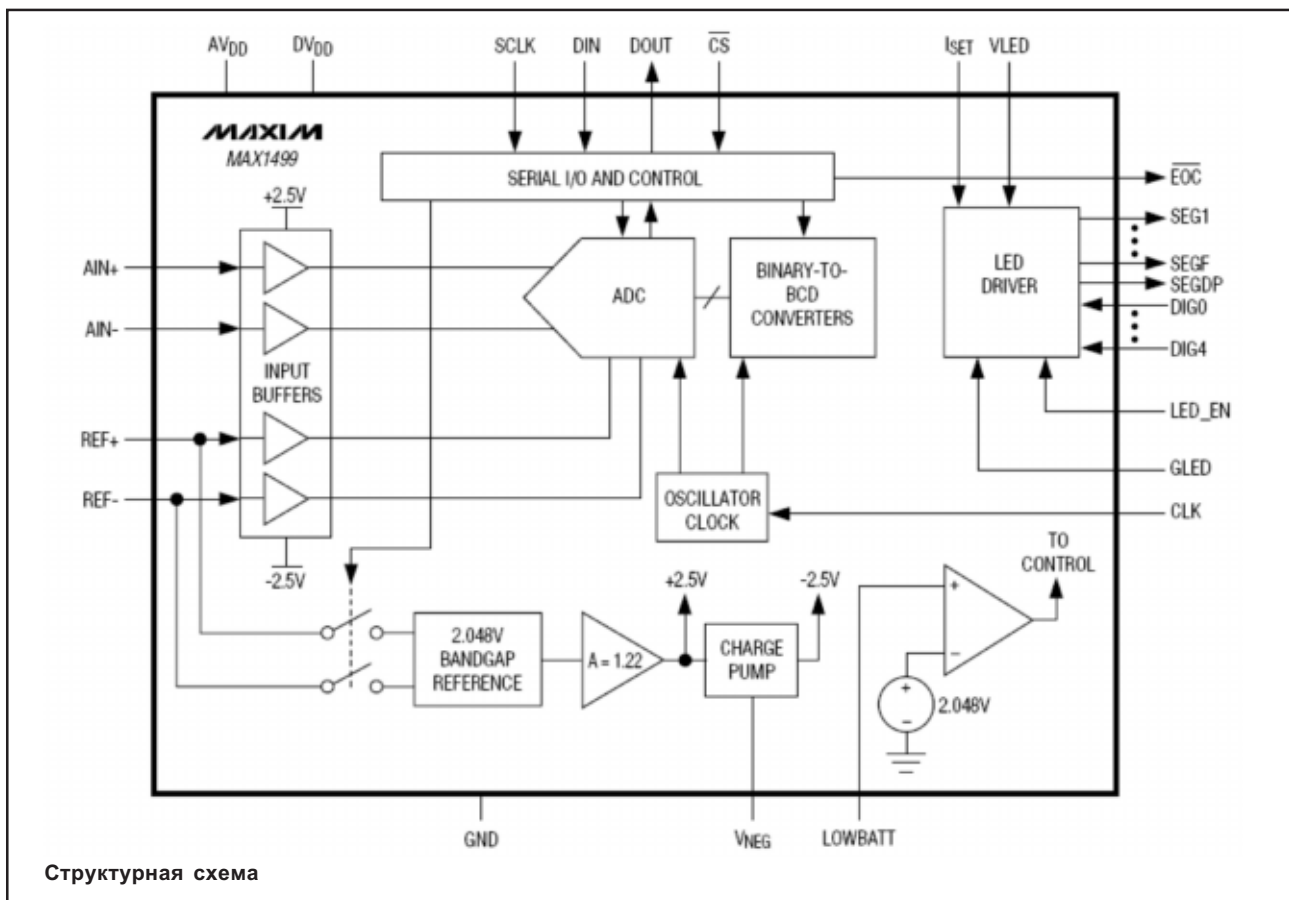 AVDD DVDD SCLK DIN DOUT CS ISET VLED
MAXIM
MAX1499
SERIAL I/O AND CONTROL
EOC
+2.5V
SEG1
AIN+
ADC
BINARY-TO-
BCD
CONVERTERS
LED
DRIVER
SEGF
SEGDP
DIG0
AIN-
DIG4
INPUT
BUFFERS
LED_EN
REF+
GLED
REF-
OSCILLATOR
CLOCK
CLK
-2.5V
TO
CONTROL
+2.5V
-2.5V
+
2.048V
BANDGAP
REFERENCE
A = 1.22
CHARGE
PUMP
–
+
–
2.048V
GND VNEG LOWBATT
Структурная схема